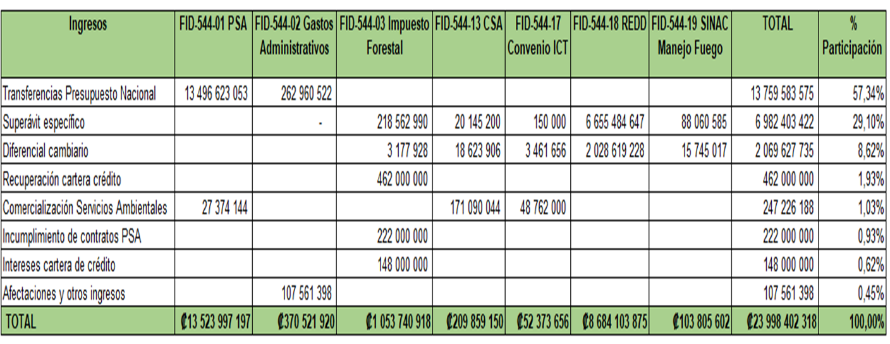 Ingresos FID-544-01 PSA FID-544-02 Gastos Administrativos FID-544-03 Impuesto Forestal FID-544-13 CSA FID-544-17 Convenio ICT FID-544-18 REDD FID-544-19 SINAC Manejo Fuego TOTAL % Participación
Transferencias Presupuesto Nacional 13 496 623 053 262 960 522 13 759 583 575 57,34%
Superávit específico - 218 562 990 20 145 200 150 000 6 655 484 647 88 060 585 6 982 403 422 29,10%
Diferencial cambiario 3 177 928 18 623 906 3 461 656 2 028 619 228 15 745 017 2 069 627 735 8,62%
Recuperación cartera crédito 462 000 000 462 000 000 1,93%
Comercialización Servicios Ambientales 27 374 144 171 090 044 48 762 000 247 226 188 1,03%
Incumplimiento de contratos PSA 222 000 000 222 000 000 0,93%
Intereses cartera de crédito 148 000 000 148 000 000 0,62%
Afectaciones y otros ingresos 107 561 398 107 561 398 0,45%
TOTAL ₡13 523 997 197 ₡370 521 920 ₡1 053 740 918 ₡209 859 150 ₡52 373 656 ₡8 684 103 875 ₡103 805 602 ₡23 998 402 318 100,00%